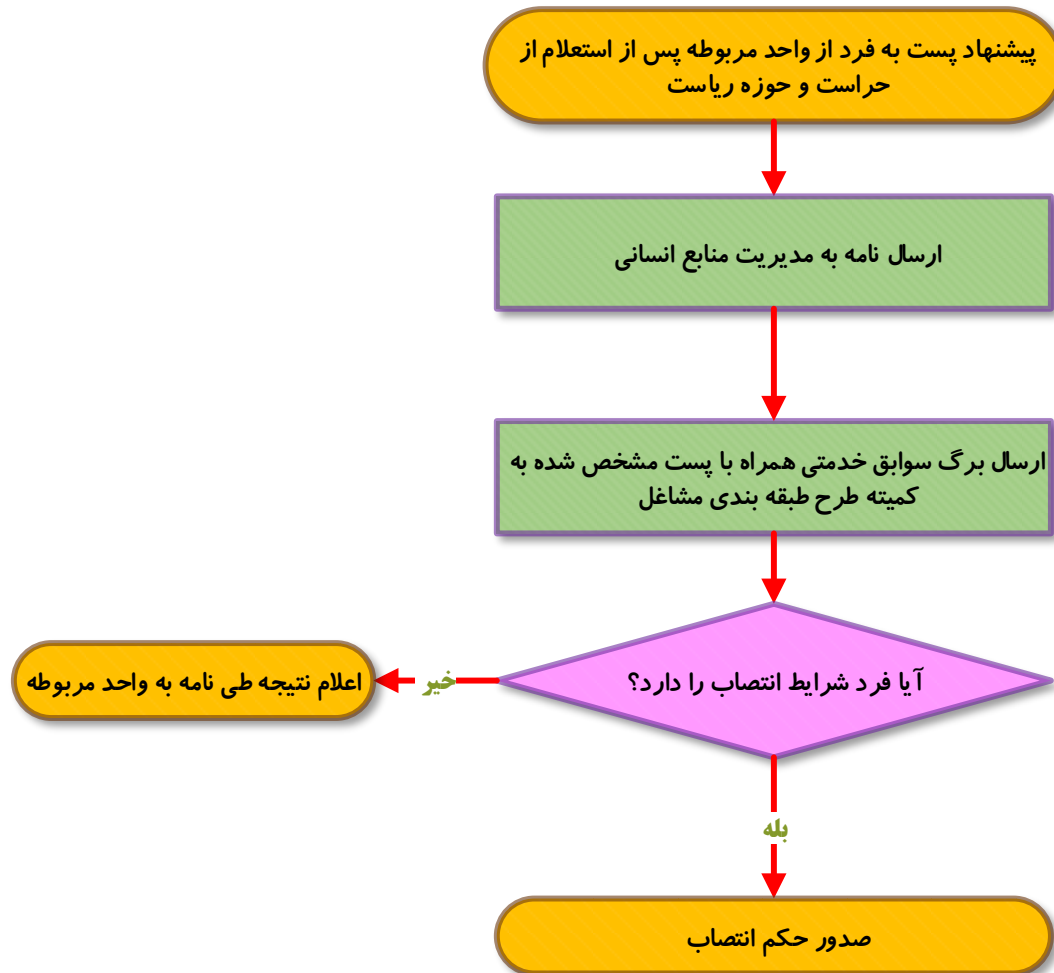 پیشنهاد پست به فرد از واحد مربوطه پس از استعلام از
حراست و حوزه ریاست
ارسال نامه به مدیریت منابع انسانی
ارسال برگ سوابق خدمتی همراه با پست مشخص شده به
کمیته طرح طبقه بندی مشاغل
آیا فرد شرایط انتصاب را دارد؟
خیر
اعلام نتیجه طی نامه به واحد مربوطه
بله
صدور حکم انتصاب